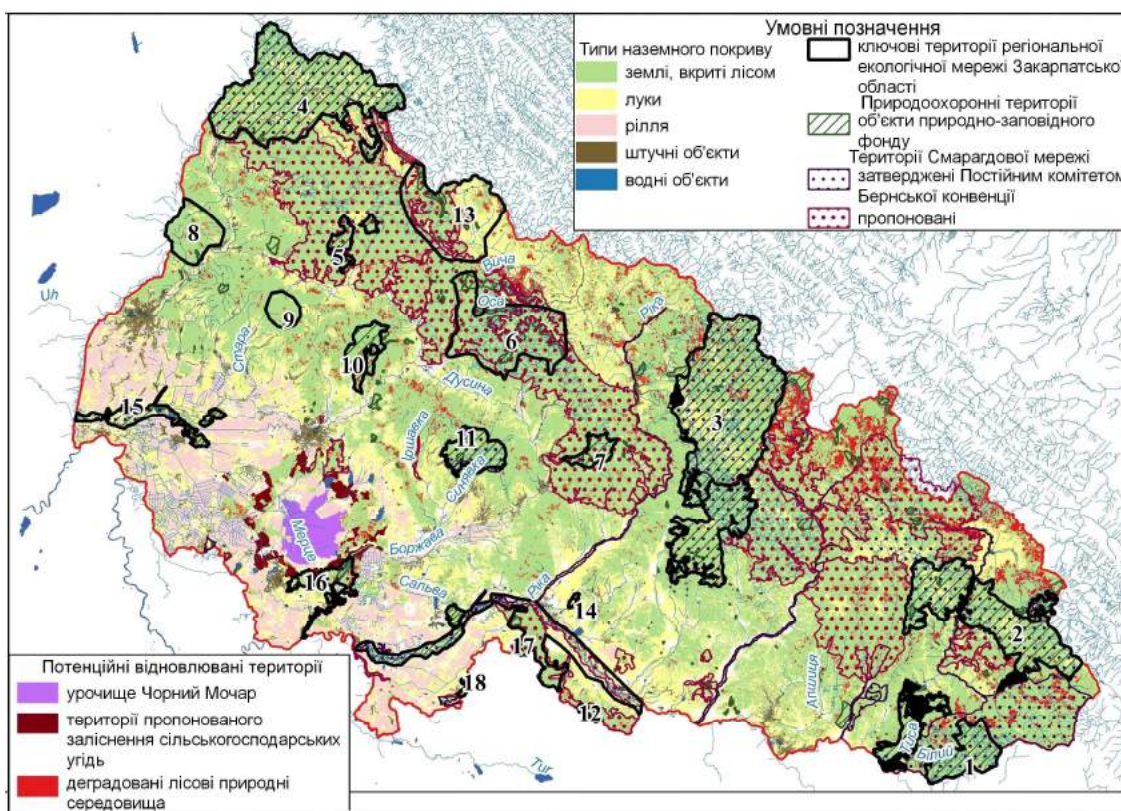 Умовні позначення
Типи наземного покриву
землі, вкриті лісом
луки
рілля
штучні об'єкти
водні об'єкти
ключові території регіональної
екологічної мережі Закарпатської
області
Природоохоронні території
об'єкти природно-заповідного
фонду
Території Смарагдової мережі
затверджені Постійним комітетом
Бернської конвенції
пропоновані
4
13
8
5
Вича
Uh
Оса
Ріка
9
6
Стара
10
Дусина
15
3
Іршавка
11
7
Синявка
Мерце
Боржава
16
Сальва
Ріка
14
2
17
Апшиця
18
12
Тиса
Білий
1
Tur
Потенційні відновлювані території
урочище Чорний Мочар
території пропонованого
заліснення сільськогосподарських
угідь
деградовані лісові природні
середовища